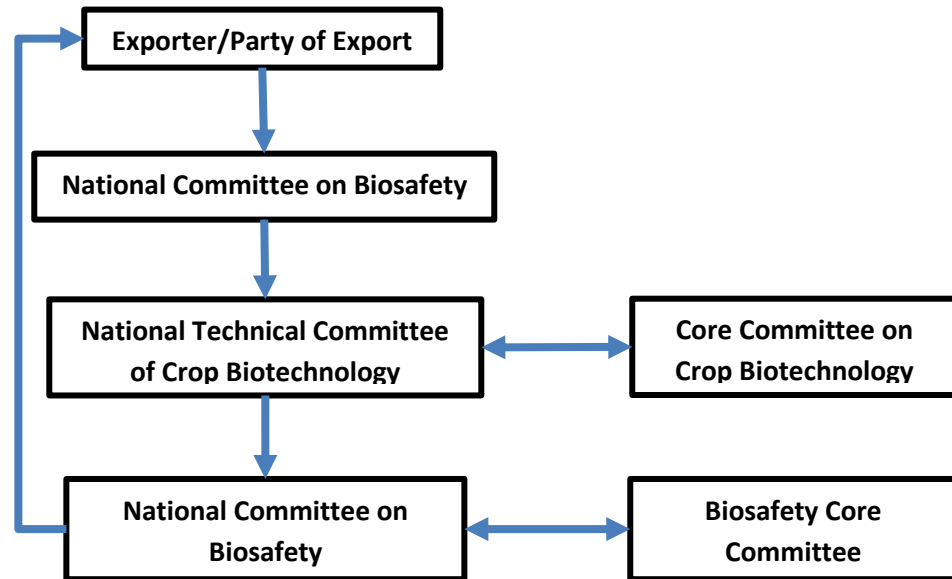 Exporter/Party of Export
National Committee on Biosafety
National Technical Committee
of Crop Biotechnology
Core Committee on
Crop Biotechnology
National Committee on
Biosafety
Biosafety Core
Committee